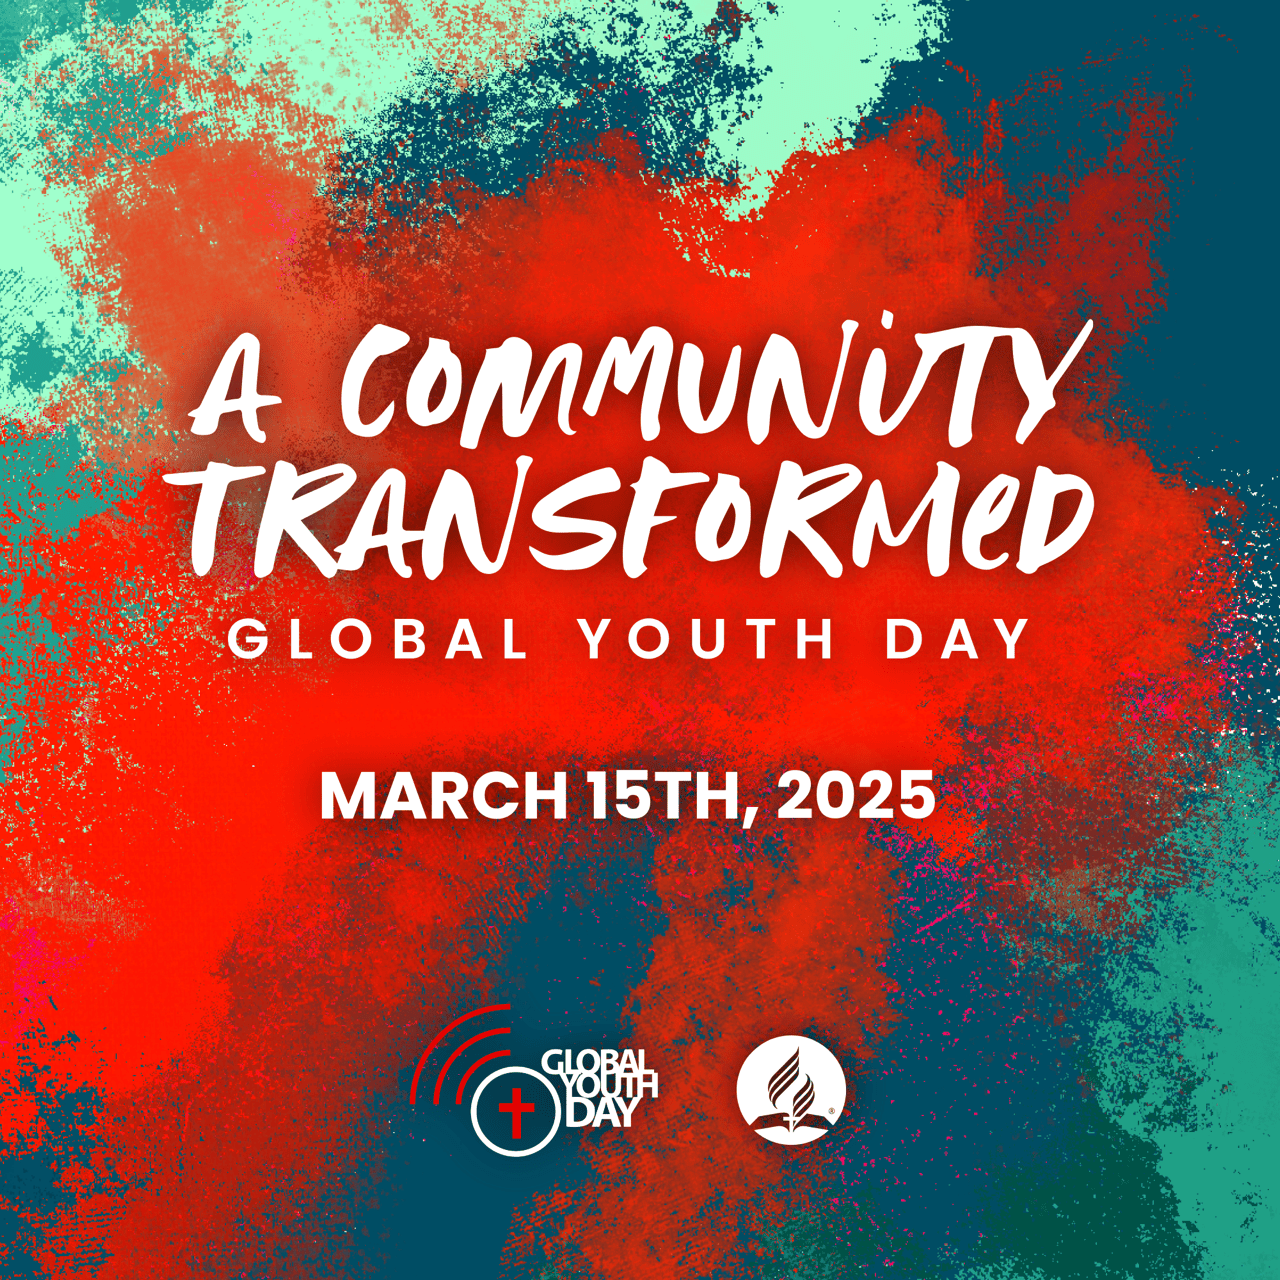 A COMMUNiTY
TRANSFORMeD
GLOBAL YOUTH DAY
MARCH 15TH, 2025
GLOBAL
YOUTH
DAY
®